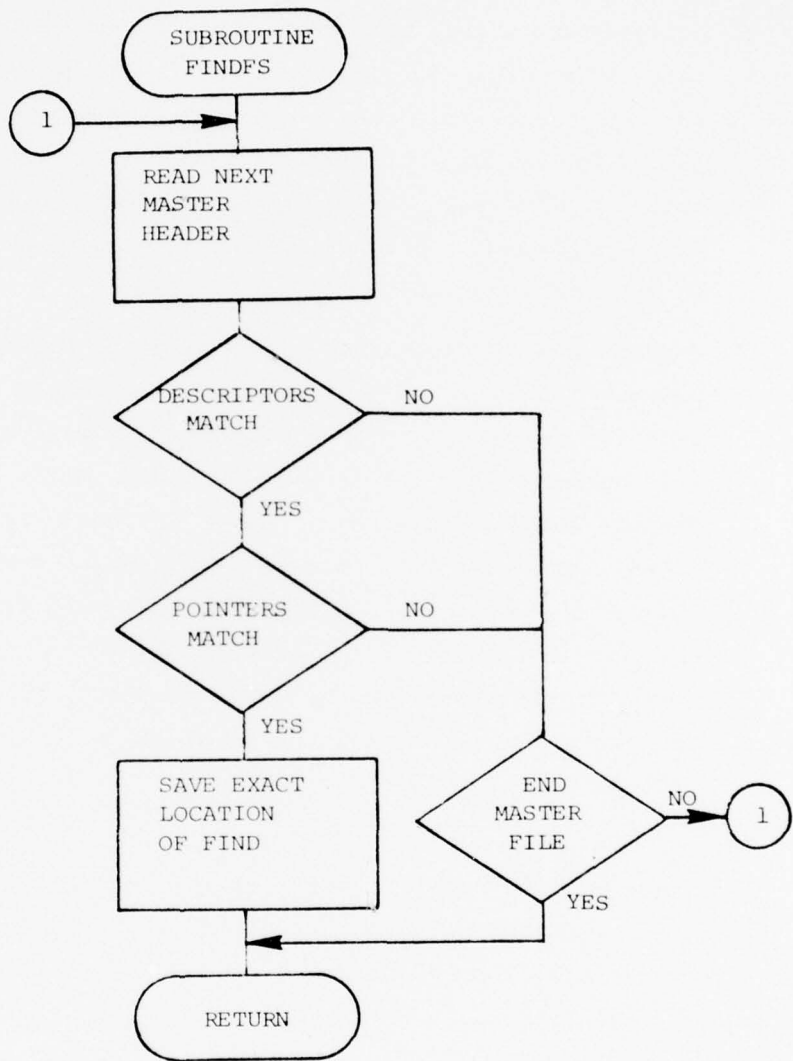 SUBROUTINE
FINDFS
1
READ NEXT
MASTER
HEADER
DESCRIPTORS
MATCH
NO
YES
POINTERS
MATCH
NO
YES
SAVE EXACT
LOCATION
OF FIND
END
MASTER
FILE
NO
1
YES
RETURN